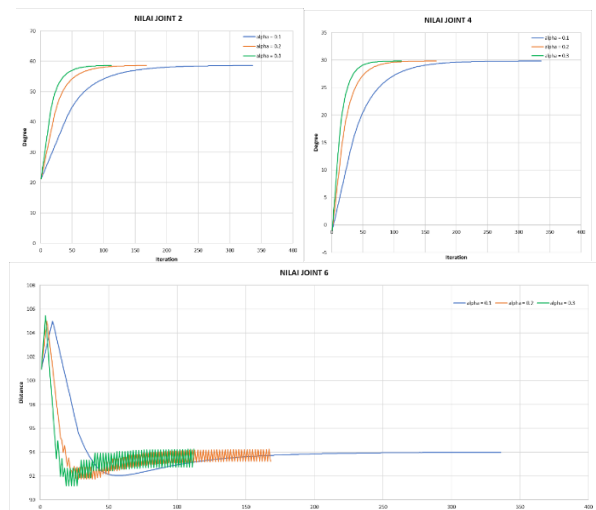 NILAI JOINT 2
alpha = 0.1
alpha = 0.2
alpha = 0.3
Degree
70
60
50
40
30
20
10
0
0 50 100 150 200 250 300 350 400
Iteration
NILAI JOINT 4
alpha = 0.1
alpha = 0.2
alpha = 0.3
Degree
35
30
25
20
15
10
5
0
-5
50 100 150 200 250 300 350 400
Iteration
NILAI JOINT 6
alpha = 0.1 alpha = 0.2 alpha = 0.3
Distance
100
90
0 50 100 150 200 250 300 350 400